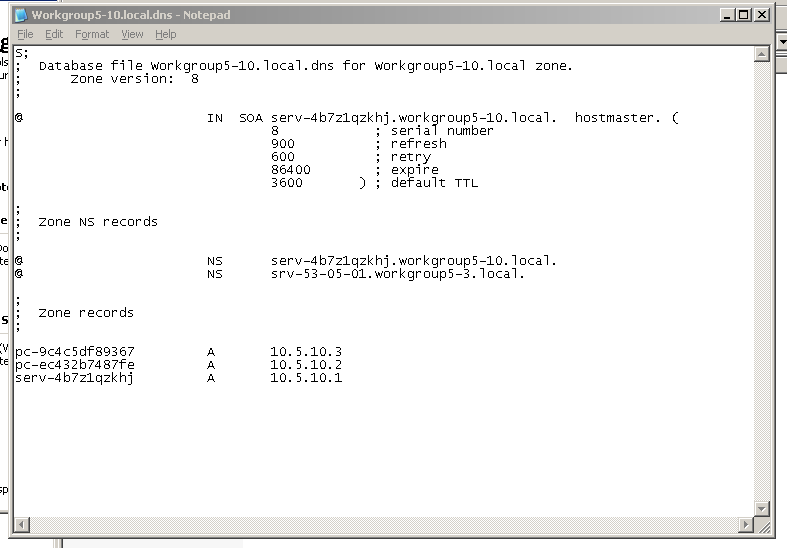 Workgroup5-10.local.dns - Notepad
File Edit Format View Help
S;
;  Database file Workgroup5-10.local.dns for Workgroup5-10.local zone.
;      Zone version:  8
;
@                       IN  SOA serv-4b7z1qzkhj.workgroup5-10.local.  hostmaster. (
                                8            ; serial number
                                900          ; refresh
                                600          ; retry
                                86400        ; expire
                                3600       ) ; default TTL
;
;  Zone NS records
;
@                       NS      serv-4b7z1qzkhj.workgroup5-10.local.
@                       NS      srv-53-05-01.workgroup5-3.local.
;
;  Zone records
;
pc-9c4c5df89367         A       10.5.10.3
pc-ec432b7487fe         A       10.5.10.2
serv-4b7z1qzkhj         A       10.5.10.1